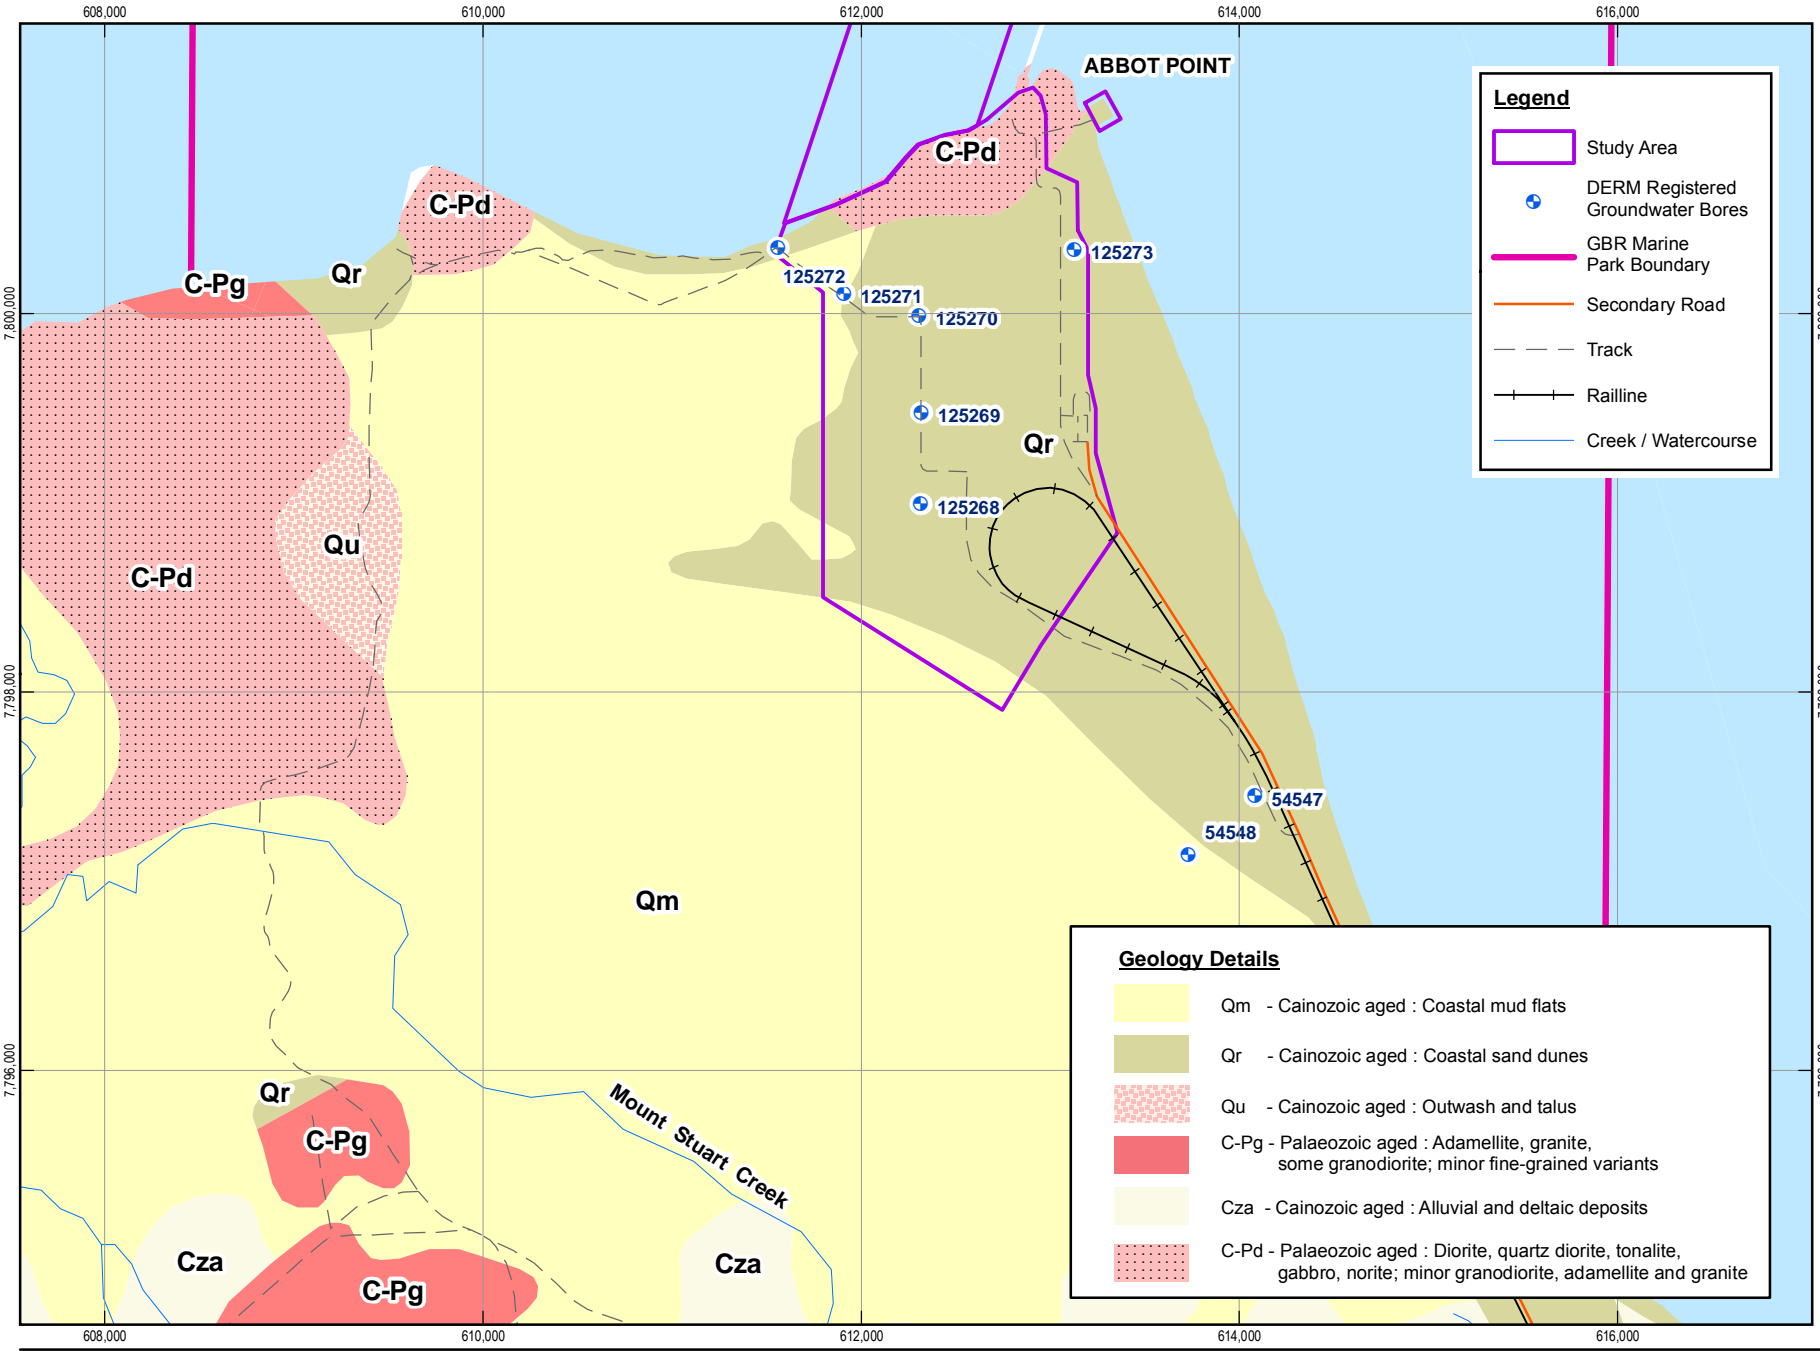 608,000
610,000
612,000
614,000
616,000
ABBOT POINT
Legend
Study Area
DERM Registered
Groundwater Bores
GBR Marine
Park Boundary
Secondary Road
Track
Railline
Creek / Watercourse
C-Pd
C-Pd
Qr
C-Pg
125272
125273
125271
125270
7,800,000
125269
Qr
125268
Qu
C-Pd
7,798,000
54547
54548
Qm
Geology Details
Qm - Cainozoic aged : Coastal mud flats
Qr - Cainozoic aged : Coastal sand dunes
Qu - Cainozoic aged : Outwash and talus
C-Pg - Palaeozoic aged : Adamellite, granite,
some granodiorite; minor fine-grained variants
Cza - Cainozoic aged : Alluvial and deltaic deposits
C-Pd - Palaeozoic aged : Diorite, quartz diorite, tonalite,
gabbro, norite; minor granodiorite, adamellite and granite
7,796,000
Qr
C-Pg
Mount Stuart Creek
Cza
Cza
C-Pg
608,000
610,000
612,000
614,000
616,000